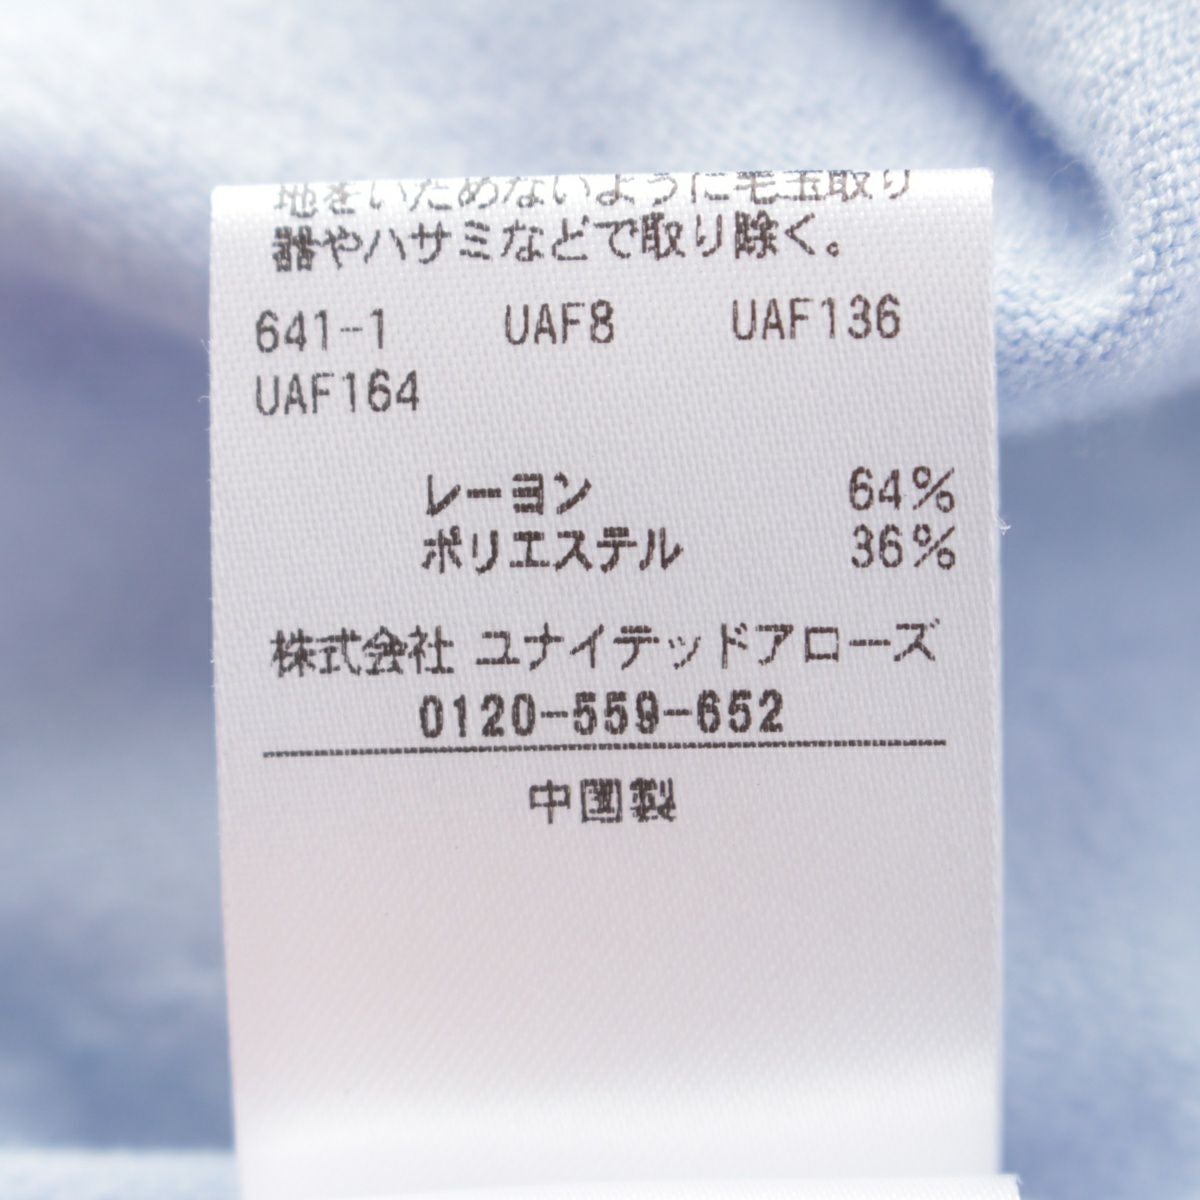 地をいためないように毛玉取り
器やハサミなどで取り除く。
641-1 UAF8 UAF136
UAF164
レーヨン 64%
ポリエステル 36%
株式会社 ユナイテッドアローズ
0120-559-652
中国製